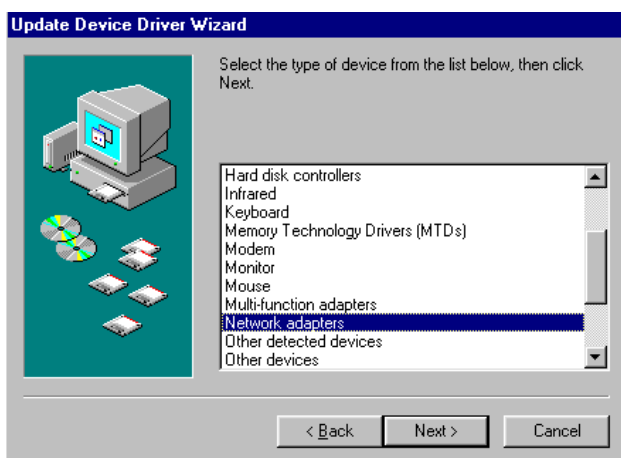 Update Device Driver Wizard
Select the type of device from the list below, then click
Next.
Hard disk controllers
Infrared
Keyboard
Memory Technology Drivers (MTDs)
Modem
Monitor
Mouse
Multi-function adapters
Network adapters
Other detected devices
Other devices
< Back
Next >
Cancel